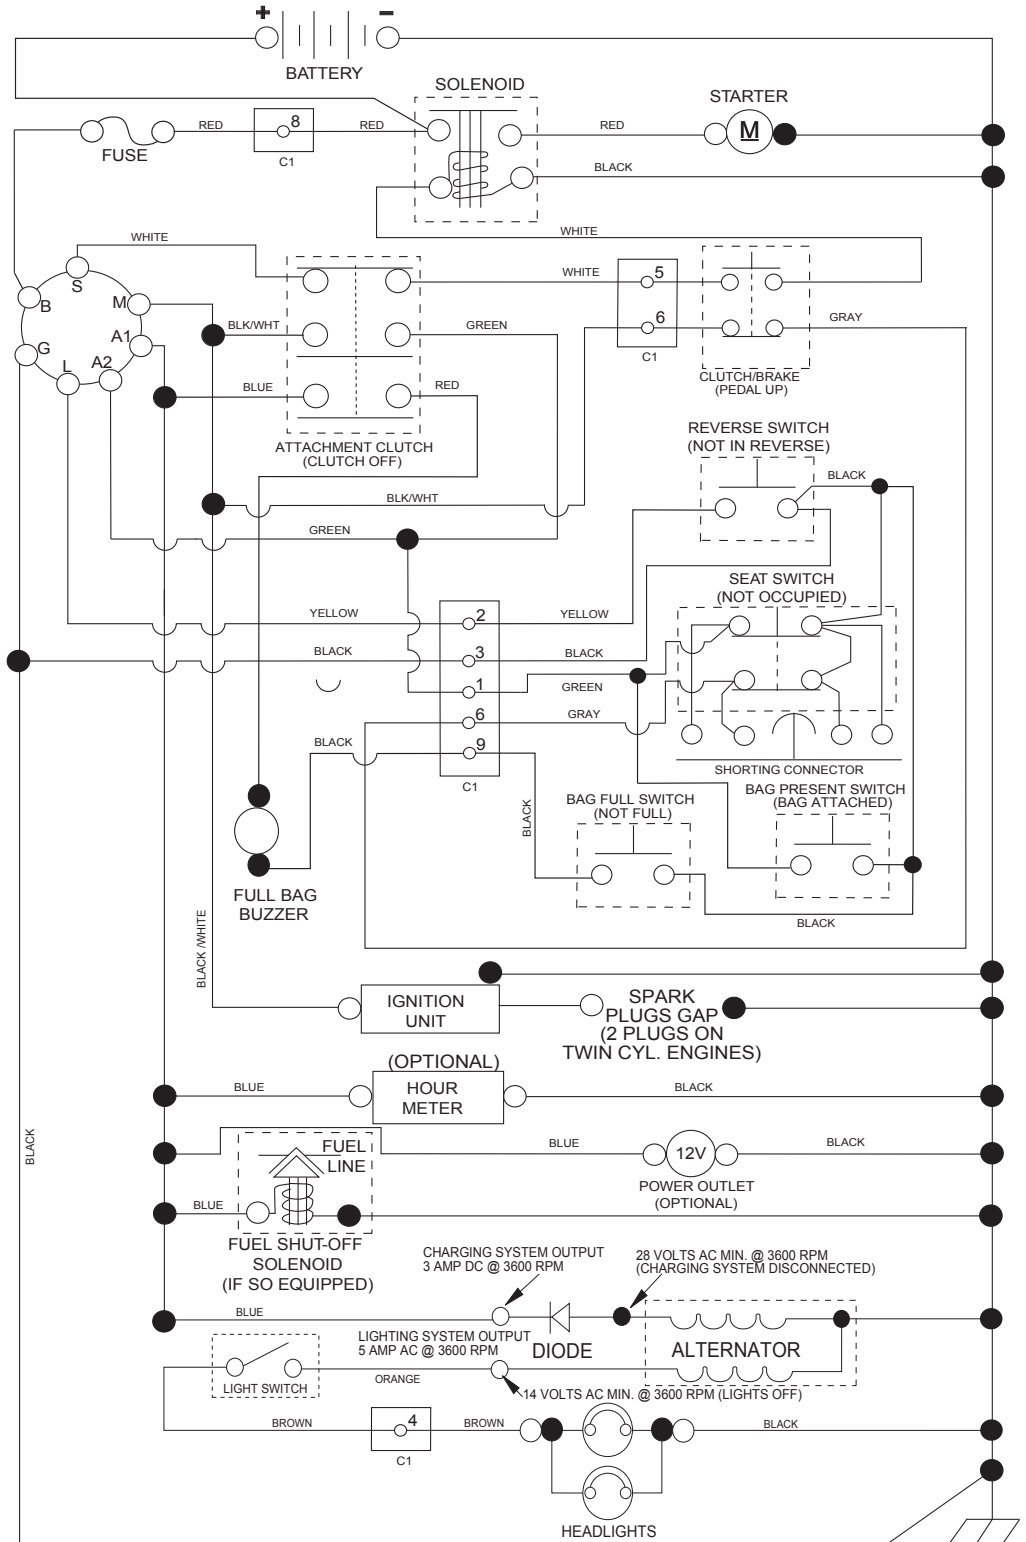 + -
BATTERY
SOLENOID
STARTER
RED
8
RED
FUSE
C1
RED
M
BLACK
WHITE
WHITE
WHITE
5
S
B
M
BLK/WHT
GREEN
6
GRAY
A1
G
C1
L
A2
CLUTCH/BRAKE
(PEDAL UP)
BLUE
RED
ATTACHMENT CLUTCH
(CLUTCH OFF)
REVERSE SWITCH
(NOT IN REVERSE)
BLACK
BLK/WHT
GREEN
SEAT SWITCH
(NOT OCCUPIED)
YELLOW
2
YELLOW
BLACK
3
BLACK
1
GREEN
6
GRAY
BLACK
9
C1
SHORTING CONNECTOR
BAG PRESENT SWITCH
(BAG ATTACHED)
BAG FULL SWITCH
(NOT FULL)
BLACK
FULL BAG
BUZZER
BLACK
BLACK /WHITE
IGNITION
UNIT
SPARK
PLUGS GAP
(2 PLUGS ON
TWIN CYL. ENGINES)
(OPTIONAL)
BLUE
HOUR
METER
BLACK
BLACK
FUEL
LINE
BLUE
12V
BLACK
POWER OUTLET
(OPTIONAL)
BLUE
FUEL SHUT-OFF
SOLENOID
(IF SO EQUIPPED)
CHARGING SYSTEM OUTPUT
3 AMP DC @ 3600 RPM
28 VOLTS AC MIN. @ 3600 RPM
(CHARGING SYSTEM DISCONNECTED)
BLUE
LIGHTING SYSTEM OUTPUT
5 AMP AC @ 3600 RPM
DIODE
ALTERNATOR
LIGHT SWITCH
ORANGE
14 VOLTS AC MIN. @ 3600 RPM (LIGHTS OFF)
BROWN
4
BROWN
BLACK
C1
HEADLIGHTS